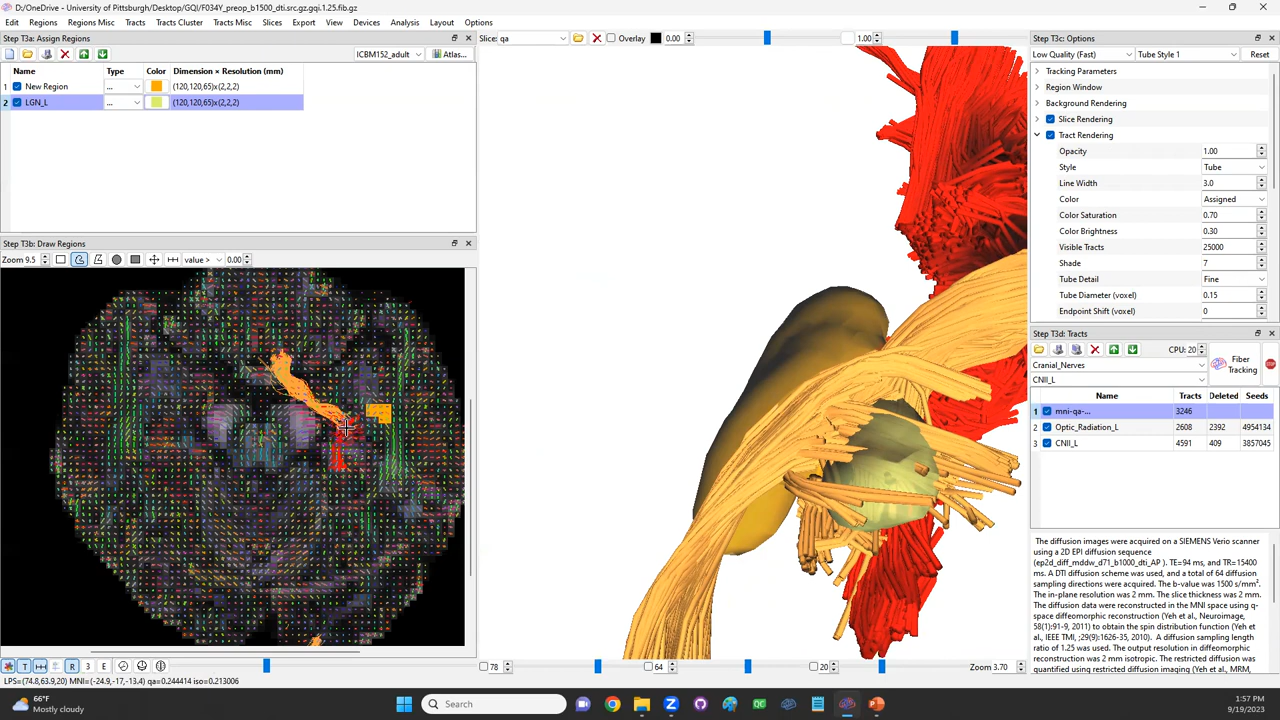 D:/OneDrive - University of Pittsburgh/Desktop/GQI/F034Y_preop_b1500_dti.src.gz.gqi.1.25.fib.gz
Edit Regions Regions Misc Tracts Tracts Cluster Tracts Misc Slices Export View Devices Analysis Layout Options
Step T3a: Assign Regions
ICBM152_adult Atlas...
Name Type Color Dimension × Resolution (mm)
1 New Region ... (120,120,65)x(2,2,2)
2 LGN_L ... (120,120,65)x(2,2,2)
Step T3b: Draw Regions
Zoom 9.5 value > 0.00
T R 3 E
LPS=(74.8,63.9,20) MNI=(-24.9,-17,-13.4) qa=0.244414 iso=0.213006
Slice: qa Overlay 0.00 1.00
78 64 20 Zoom 3.70
Step T3c: Options
Low Quality (Fast) Tube Style 1 Reset
Tracking Parameters
Region Window
Background Rendering
Slice Rendering
Tract Rendering
Opacity 1.00
Style Tube
Line Width 3.0
Color Assigned
Color Saturation 0.70
Color Brightness 0.30
Visible Tracts 25000
Shade 7
Tube Detail Fine
Tube Diameter (voxel) 0.15
Endpoint Shift (voxel) 0
Step T3d: Tracts
CPU: 20 Fiber Tracking
Cranial_Nerves
CNII_L
Name Tracts Deleted Seeds
1 mni-qa-... 3246
2 Optic_Radiation_L 2608 2392 4954134
3 CNII_L 4591 409 3857045
The diffusion images were acquired on a SIEMENS Verio scanner
using a 2D EPI diffusion sequence
(ep2d_diff_mddw_d71_b1000_dti_AP ). TE=94 ms, and TR=15400
ms. A DTI diffusion scheme was used, and a total of 64 diffusion
sampling directions were acquired. The b-value was 1500 s/mm².
The in-plane resolution was 2 mm. The slice thickness was 2 mm.
The diffusion data were reconstructed in the MNI space using q-
space diffeomorphic reconstruction (Yeh et al., Neuroimage,
58(1):91-9, 2011) to obtain the spin distribution function (Yeh et
al., IEEE TMI, ;29(9):1626-35, 2010). A diffusion sampling length
ratio of 1.25 was used. The output resolution in diffeomorphic
reconstruction was 2 mm isotropic. The restricted diffusion was
quantified using restricted diffusion imaging (Yeh et al., MRM,
66°F
Mostly cloudy
Search
QC
1:57 PM
9/19/2023